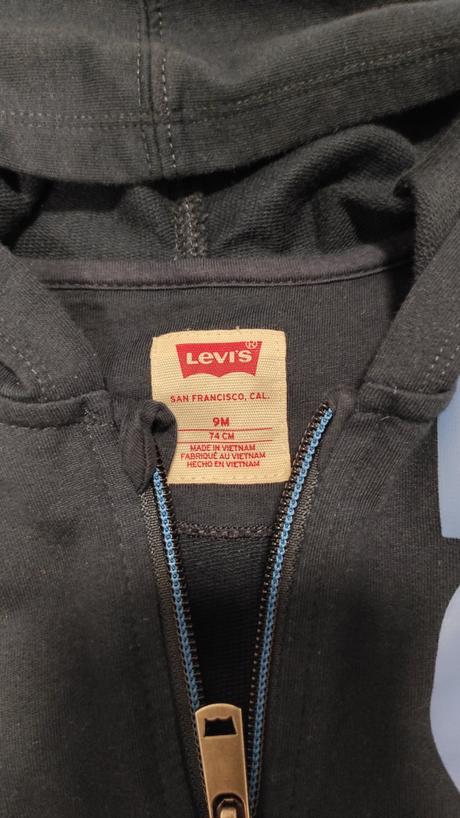 LEVI'S®
SAN FRANCISCO, CAL.
9M
74 CM
MADE IN VIETNAM
FABRIQUÉ AU VIETNAM
HECHO EN VIETNAM